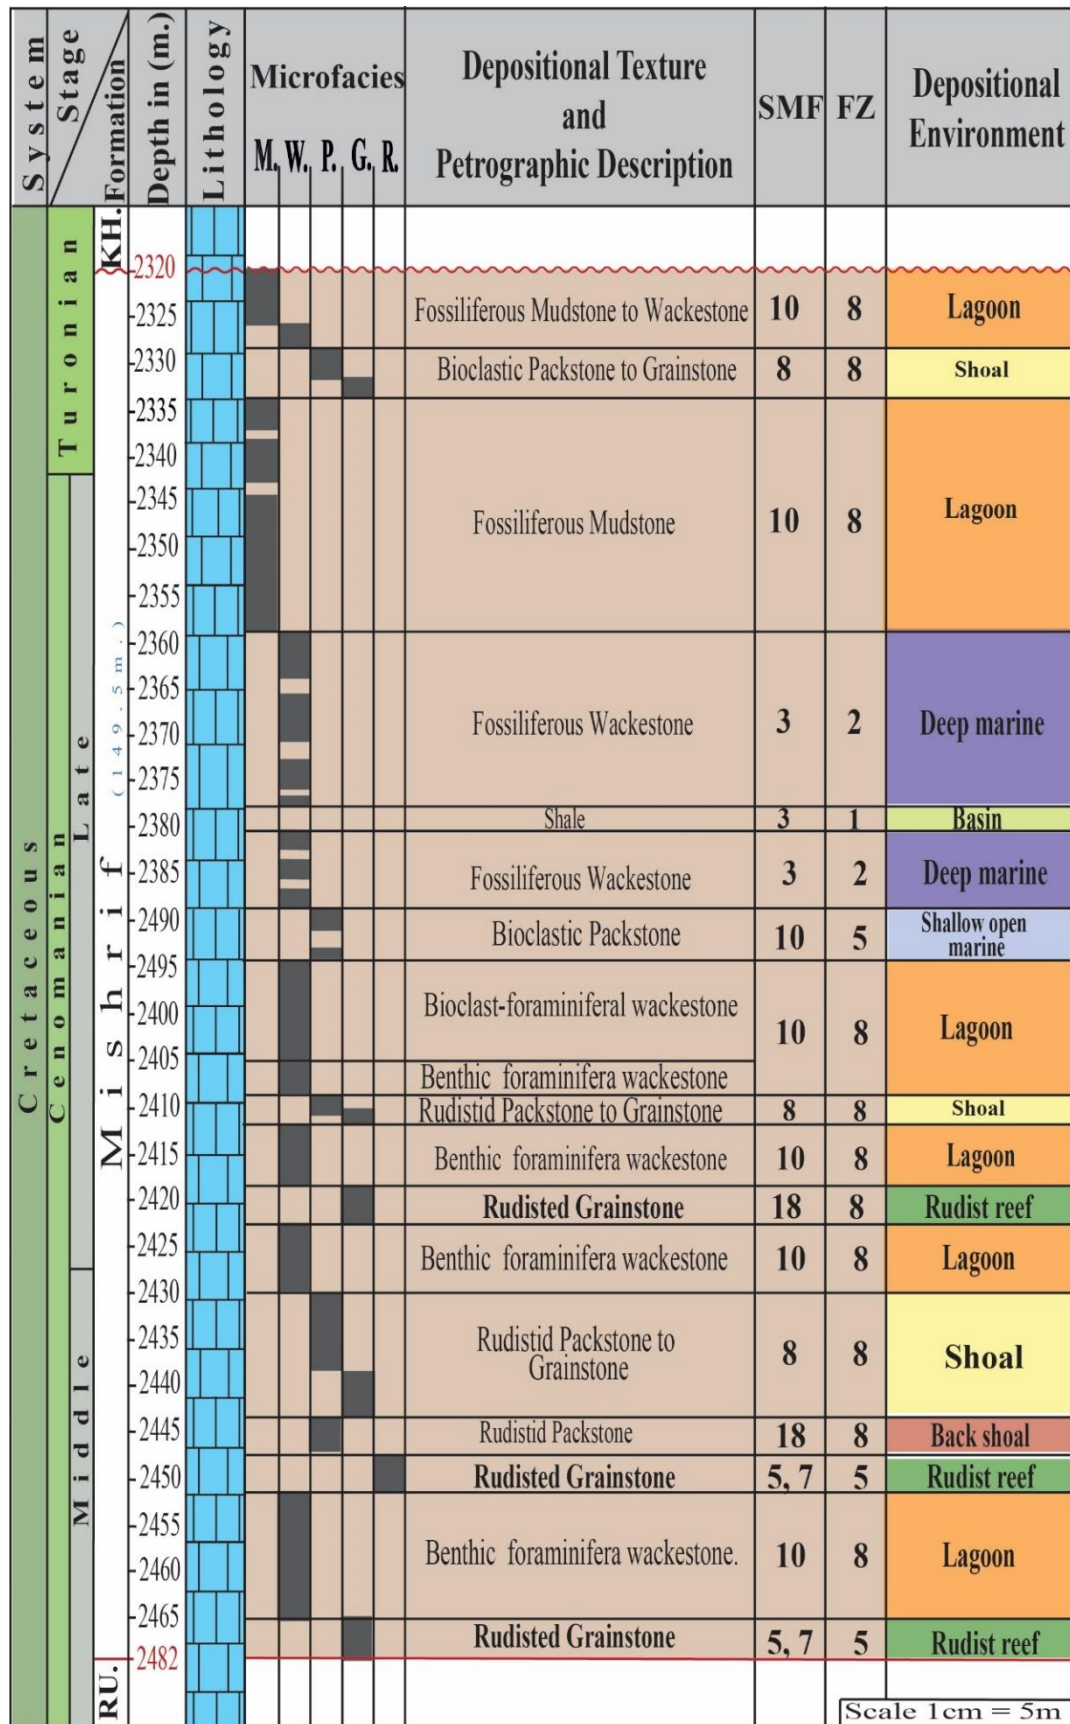 System
Stage
Formation
Depth in (m.)
Lithology
Microfacies
M. W. P. G. R.
Depositional Texture
and
Petrographic Description
SMF
FZ
Depositional
Environment
Cretaceous
Turonian
Cenomanian
Late
Middle
KH.
Mishrif
(149.5m.)
RU.
2320
2325
2330
2335
2340
2345
2350
2355
2360
2365
2370
2375
2380
2385
2490
2495
2400
2405
2410
2415
2420
2425
2430
2435
2440
2445
2450
2455
2460
2465
2482
Fossiliferous Mudstone to Wackestone 10 8 Lagoon
Bioclastic Packstone to Grainstone 8 8 Shoal
Fossiliferous Mudstone 10 8 Lagoon
Fossiliferous Wackestone 3 2 Deep marine
Shale 3 1 Basin
Fossiliferous Wackestone 3 2 Deep marine
Bioclastic Packstone 10 5 Shallow open
marine
Bioclast-foraminiferal wackestone
10 8 Lagoon
Benthic foraminifera wackestone
Rudistid Packstone to Grainstone 8 8 Shoal
Benthic foraminifera wackestone 10 8 Lagoon
Rudisted Grainstone 18 8 Rudist reef
Benthic foraminifera wackestone 10 8 Lagoon
Rudistid Packstone to
Grainstone
8 8 Shoal
Rudistid Packstone 18 8 Back shoal
Rudisted Grainstone 5, 7 5 Rudist reef
Benthic foraminifera wackestone. 10 8 Lagoon
Rudisted Grainstone 5, 7 5 Rudist reef
Scale 1cm = 5m